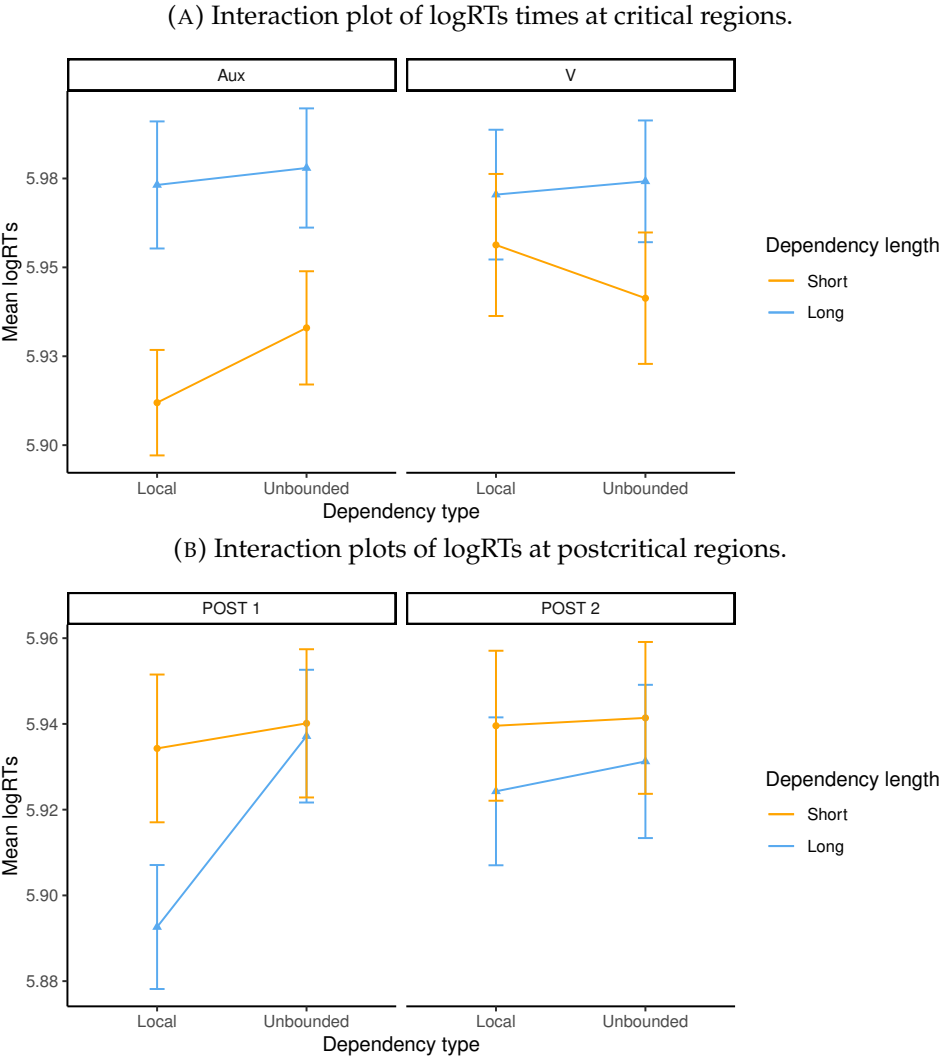 (A) Interaction plot of logRTs times at critical regions.
Aux
V
5.98
5.95
5.93
5.90
Mean logRTs
Local
Unbounded
Local
Unbounded
Dependency type
Dependency length
Short
Long
(B) Interaction plots of logRTs at postcritical regions.
POST 1
POST 2
5.96
5.94
5.92
5.90
5.88
Mean logRTs
Local
Unbounded
Local
Unbounded
Dependency type
Dependency length
Short
Long